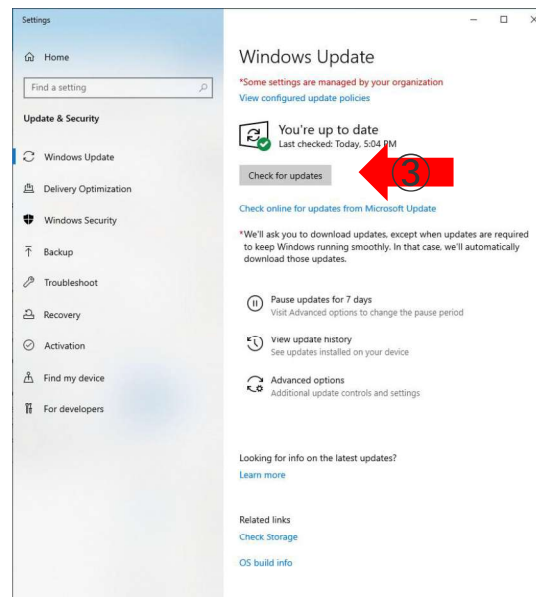 Settings
Home
Find a setting
Update & Security
Windows Update
Delivery Optimization
Windows Security
Backup
Troubleshoot
Recovery
Activation
Find my device
For developers
Windows Update
*Some settings are managed by your organization
View configured update policies
You're up to date
Last checked: Today, 5:04 PM
Check for updates
③
Check online for updates from Microsoft Update
*We'll ask you to download updates, except when updates are required
to keep Windows running smoothly. In that case, we'll automatically
download those updates.
Pause updates for 7 days
Visit Advanced options to change the pause period
View update history
See updates installed on your device
Advanced options
Additional update controls and settings
Looking for info on the latest updates?
Learn more
Related links
Check Storage
OS build info